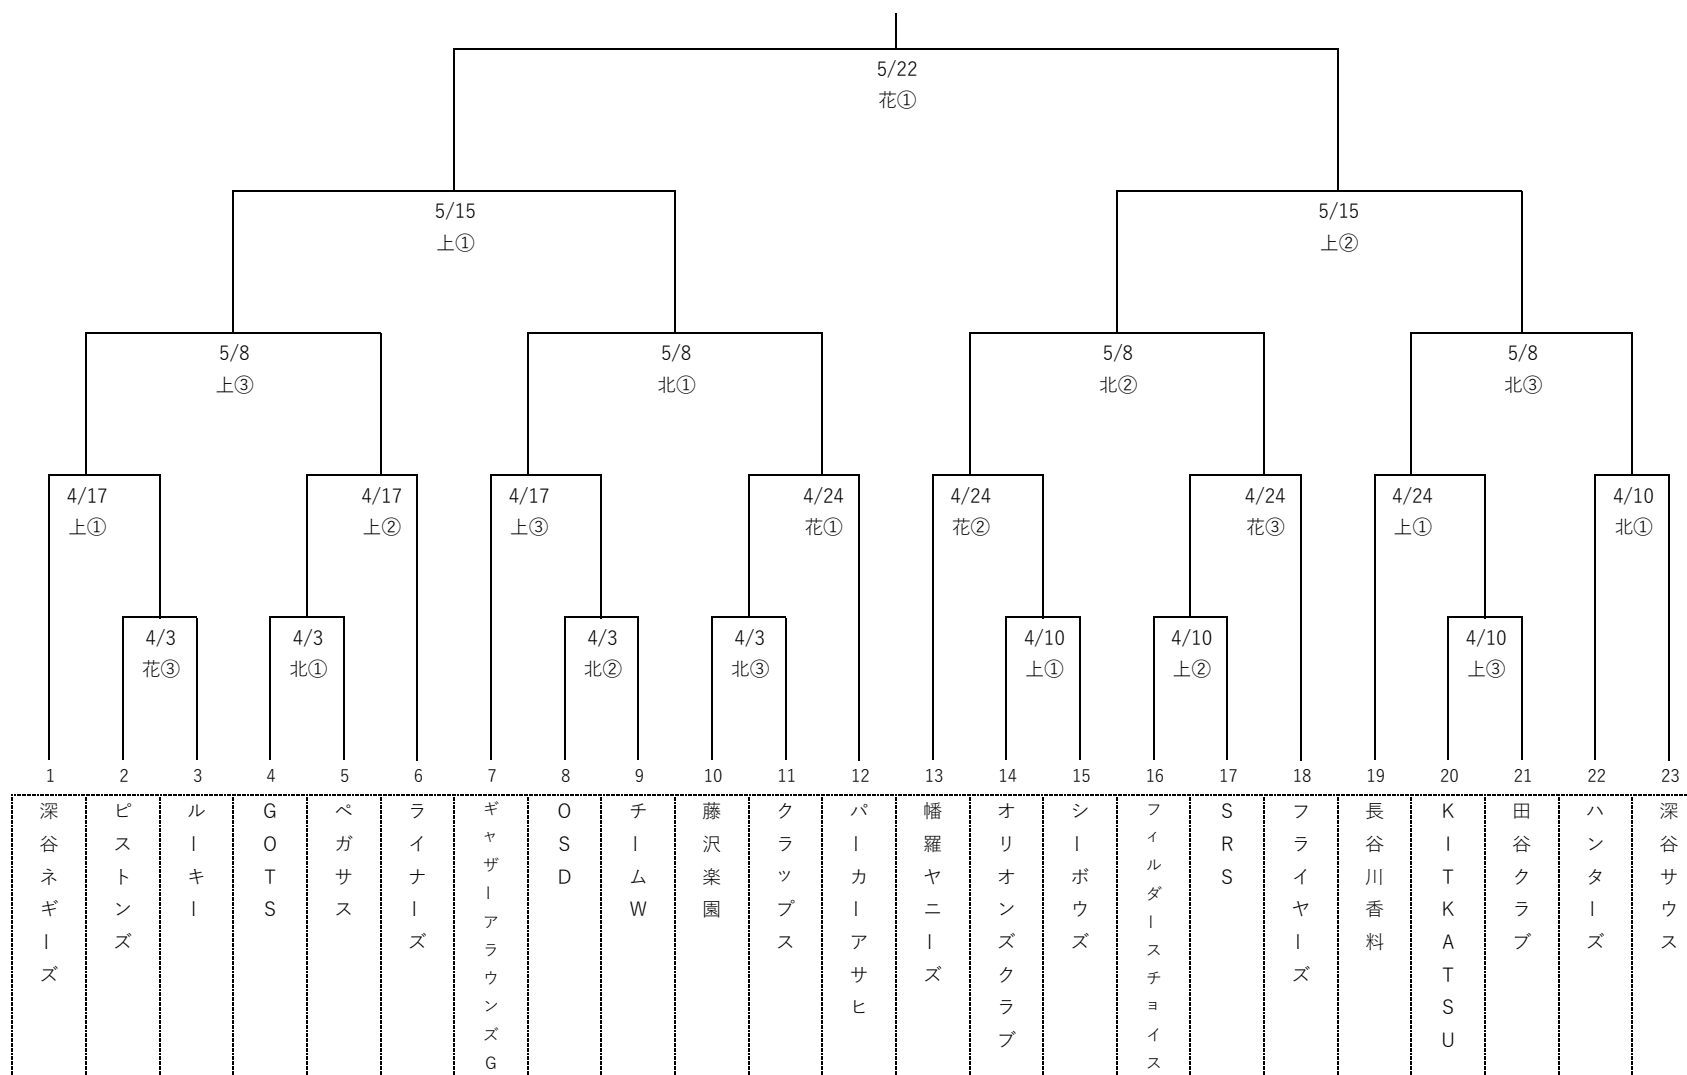 5/22
花①
5/15
上①
5/15
上②
5/8
上③
5/8
北①
5/8
北②
5/8
北③
4/17
上①
4/17
上②
4/17
上③
4/24
花①
4/24
花②
4/24
花③
4/24
上①
4/10
北①
4/3
花③
4/3
北①
4/3
北②
4/3
北③
4/10
上①
4/10
上②
4/10
上③
1
2
3
4
5
6
7
8
9
10
11
12
13
14
15
16
17
18
19
20
21
22
23
深谷ネギーズ
ピストンズ
ルーキー
GOTS
ペガサス
ライナーズ
ギャザーアラウンズG
OSD
チームW
藤沢楽園
クラップス
パーカーアサヒ
幡羅ヤニーズ
オリオンズクラブ
シーボウズ
フィルダースチョイス
SRS
フライヤーズ
長谷川香料
KITKATSU
田谷クラブ
ハンターズ
深谷サウス